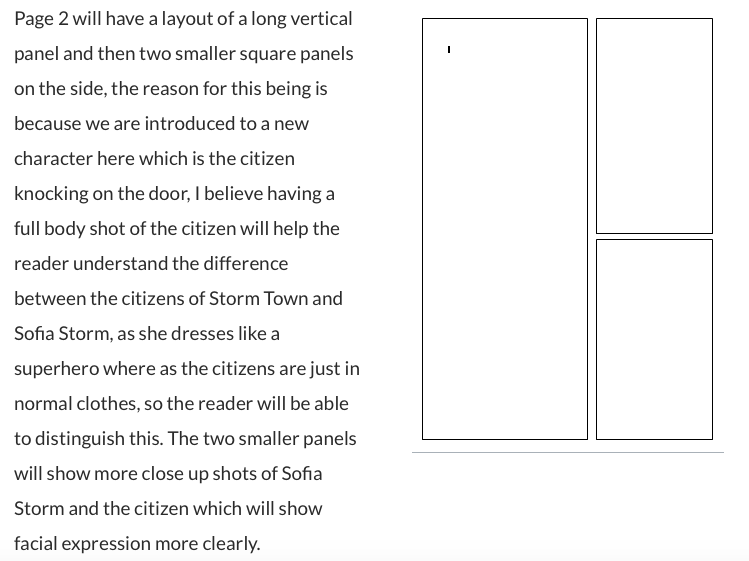 Page 2 will have a layout of a long vertical
panel and then two smaller square panels
on the side, the reason for this being is
because we are introduced to a new
character here which is the citizen
knocking on the door, I believe having a
full body shot of the citizen will help the
reader understand the difference
between the citizens of Storm Town and
Sofia Storm, as she dresses like a
superhero where as the citizens are just in
normal clothes, so the reader will be able
to distinguish this. The two smaller panels
will show more close up shots of Sofia
Storm and the citizen which will show
facial expression more clearly.